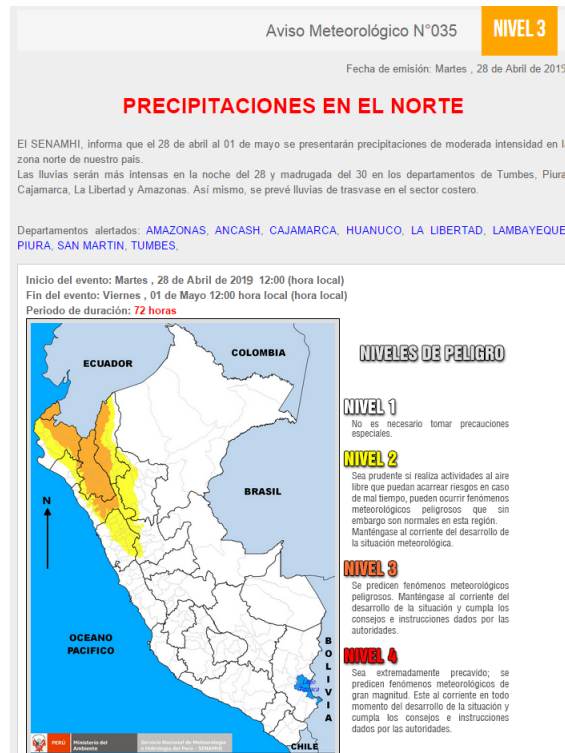 Aviso Meteorológico N°035
NIVEL 3
Fecha de emisión: Martes , 28 de Abril de 2019
PRECIPITACIONES EN EL NORTE
El SENAMHI, informa que el 28 de abril al 01 de mayo se presentarán precipitaciones de moderada intensidad en l
zona norte de nuestro pais.
Las lluvias serán más intensas en la noche del 28 y madrugada del 30 en los departamentos de Tumbes, Piura
Cajamarca, La Libertad y Amazonas. Así mismo, se prevé lluvias de trasvase en el sector costero.
Departamentos alertados: AMAZONAS, ANCASH, CAJAMARCA, HUANUCO, LA LIBERTAD, LAMBAYEQUE
PIURA, SAN MARTIN, TUMBES,
Inicio del evento: Martes , 28 de Abril de 2019 12:00 (hora local)
Fin del evento: Viernes , 01 de Mayo 12:00 hora local (hora local)
Periodo de duración: 72 horas
ECUADOR
COLOMBIA
BRASIL
N
OCEANO
PACIFICO
BOLIVIA
Lago
Titicaca
CHILE
PERÚ
Ministerio del
Ambiente
Servicio Nacional de Meteorología
e Hidrología del Perú - SENAMHI
NIVELES DE PELIGRO
NIVEL 1
No es necesario tomar precauciones
especiales.
NIVEL 2
Sea prudente si realiza actividades al aire
libre que puedan acarrear riesgos en caso
de mal tiempo, pueden ocurrir fenómenos
meteorológicos peligrosos que sin
embargo son normales en esta región.
Manténgase al corriente del desarrollo de
la situación meteorológica.
NIVEL 3
Se predicen fenómenos meteorológicos
peligrosos. Manténgase al corriente del
desarrollo de la situación y cumpla los
consejos e instrucciones dados por las
autoridades.
NIVEL 4
Sea extremadamente precavido; se
predicen fenómenos meteorológicos de
gran magnitud. Este al corriente en todo
momento del desarrollo de la situación y
cumpla los consejos e instrucciones
dados por las autoridades.